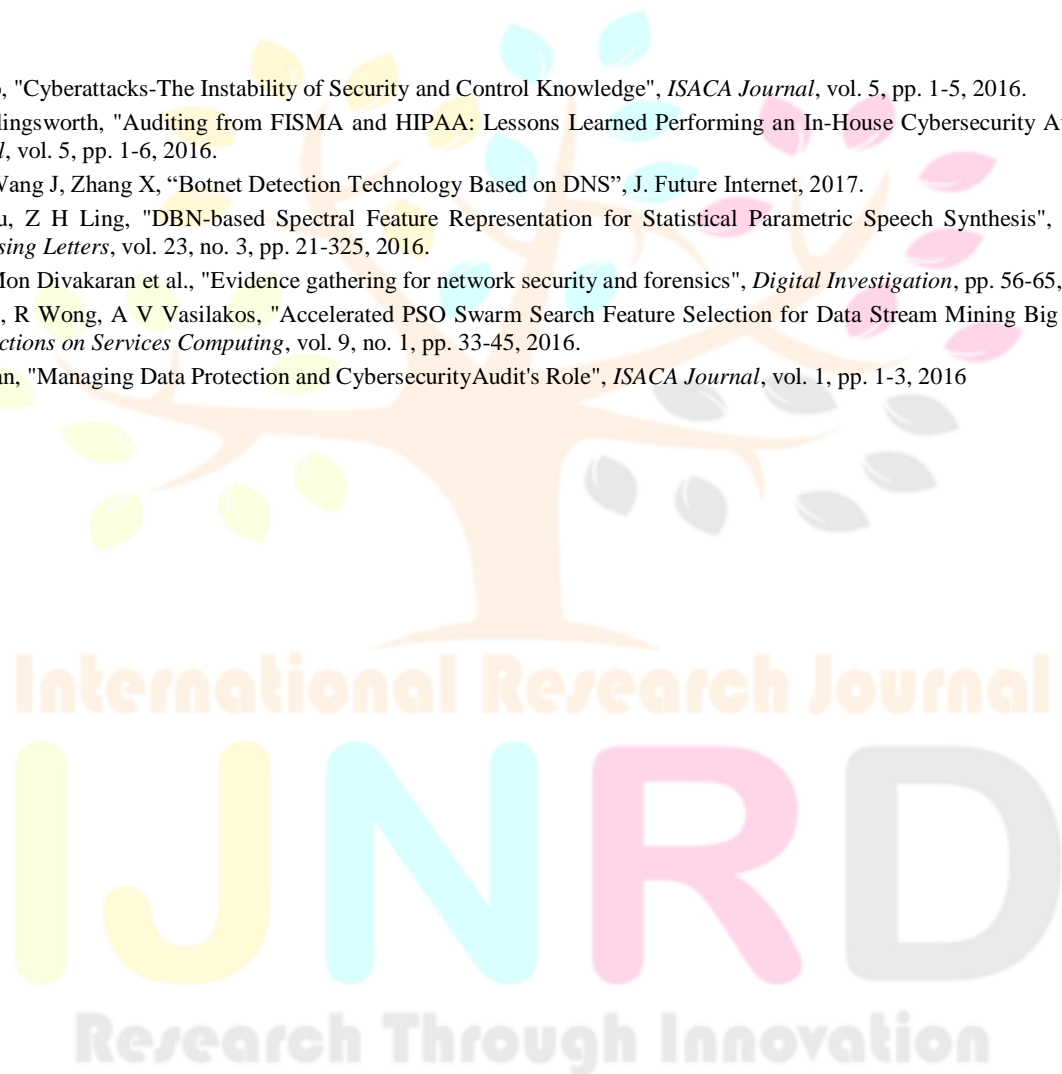 , "Cyberattacks-The Instability of Security and Control Knowledge", ISACA Journal, vol. 5, pp. 1-5, 2016.
lingsworth, "Auditing from FISMA and HIPAA: Lessons Learned Performing an In-House Cybersecurity A
l, vol. 5, pp. 1-6, 2016.
Vang J, Zhang X, “Botnet Detection Technology Based on DNS”, J. Future Internet, 2017.
u, Z H Ling, "DBN-based Spectral Feature Representation for Statistical Parametric Speech Synthesis",
sing Letters, vol. 23, no. 3, pp. 21-325, 2016.
Mon Divakaran et al., "Evidence gathering for network security and forensics", Digital Investigation, pp. 56-65,
, R Wong, A V Vasilakos, "Accelerated PSO Swarm Search Feature Selection for Data Stream Mining Big
ctions on Services Computing, vol. 9, no. 1, pp. 33-45, 2016.
an, "Managing Data Protection and CybersecurityAudit's Role", ISACA Journal, vol. 1, pp. 1-3, 2016
International Research Journal
IJNRD
Research Through Innovation